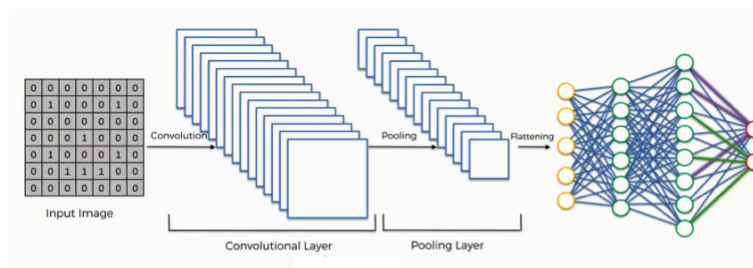 0 0 0 0 0 0 0
0 1 0 0 0 1 0
0 0 0 0 0 0 0
0 0 0 1 0 0 0
0 1 0 0 0 1 0
0 0 1 1 1 0 0
0 0 0 0 0 0 0
Input Image
Convolution
Pooling
Flattening
Convolutional Layer
Pooling Layer